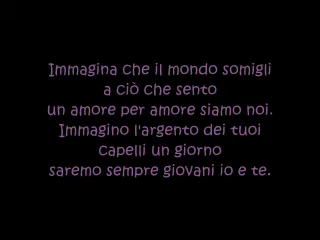 Immagina che il mondo somigli
a ciò che sento
un amore per amore siamo noi.
Immagino l'argento dei tuoi
capelli un giorno
saremo sempre giovani io e te.